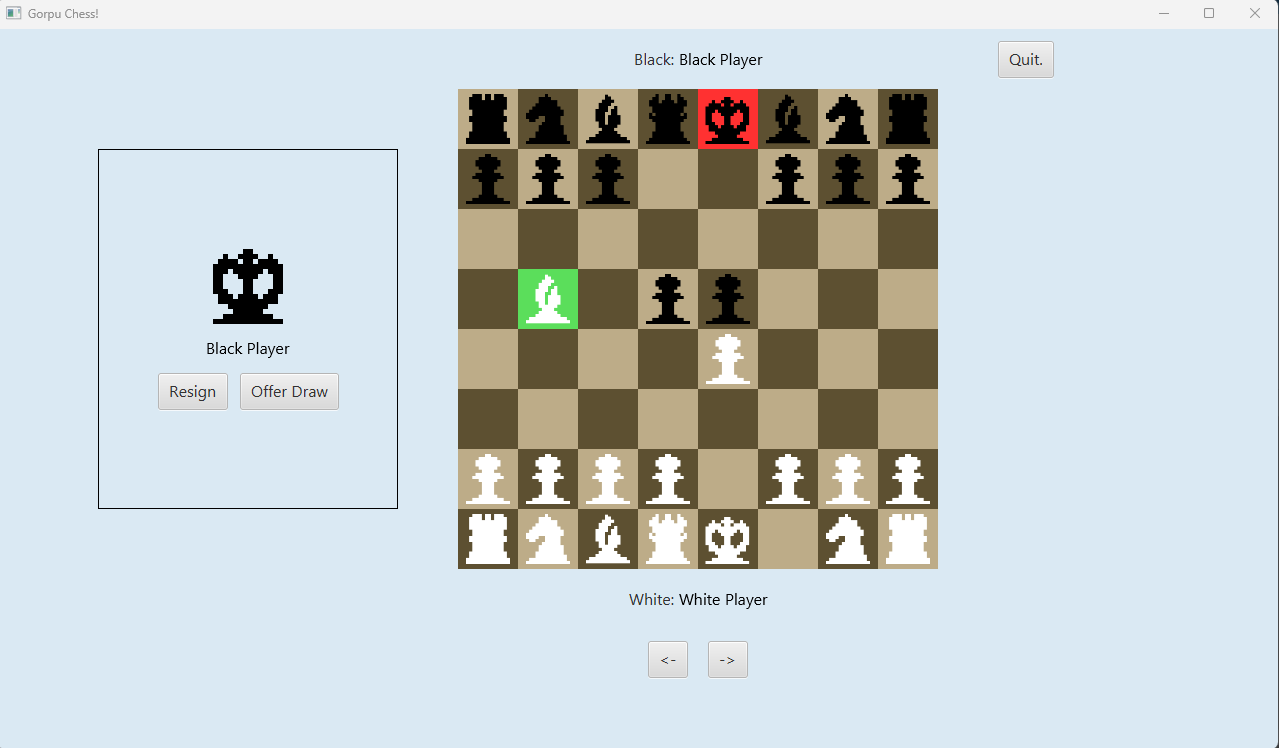 Gorpu Chess!
Black: Black Player
Quit.
Black Player
Resign
Offer Draw
White: White Player
<-
->